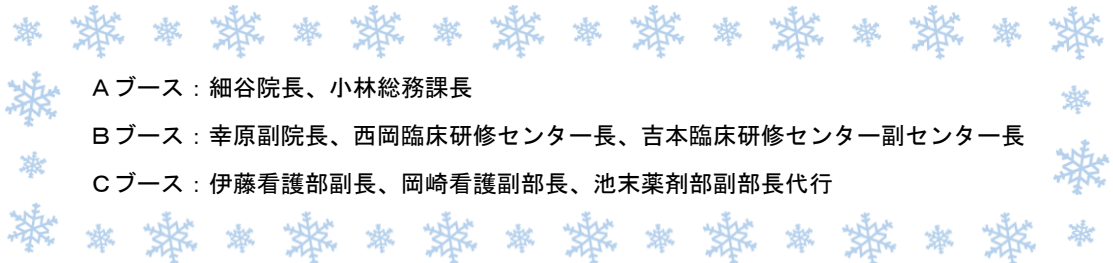 Aブース：細谷院長、小林総務課長
Bブース：幸原副院長、西岡臨床研修センター長、吉本臨床研修センター副センター長
Cブース：伊藤看護部副長、岡崎看護副部長、池末薬剤部副部長代行